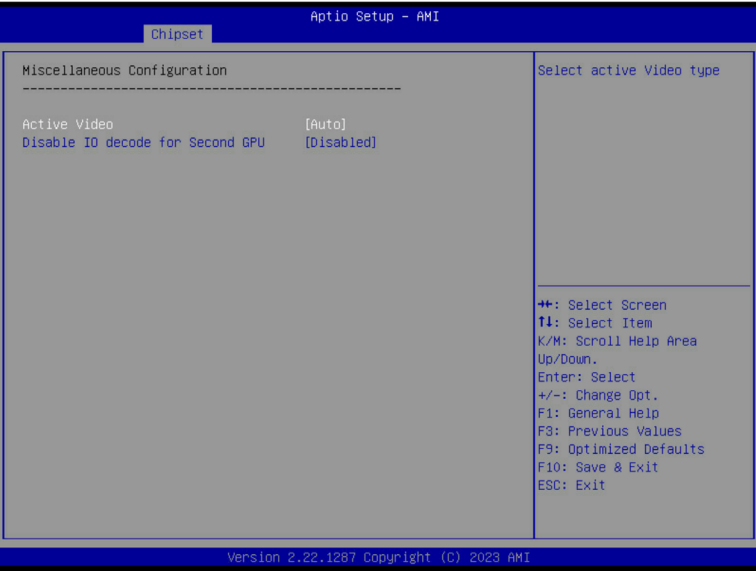 Aptio Setup – AMI
Chipset
Miscellaneous Configuration
--------------------------------------------------
Active Video [Auto]
Disable IO decode for Second GPU [Disabled]
Select active Video type
→←: Select Screen
↑↓: Select Item
K/M: Scroll Help Area
Up/Down.
Enter: Select
+/-: Change Opt.
F1: General Help
F3: Previous Values
F9: Optimized Defaults
F10: Save & Exit
ESC: Exit
Version 2.22.1287 Copyright (C) 2023 AMI